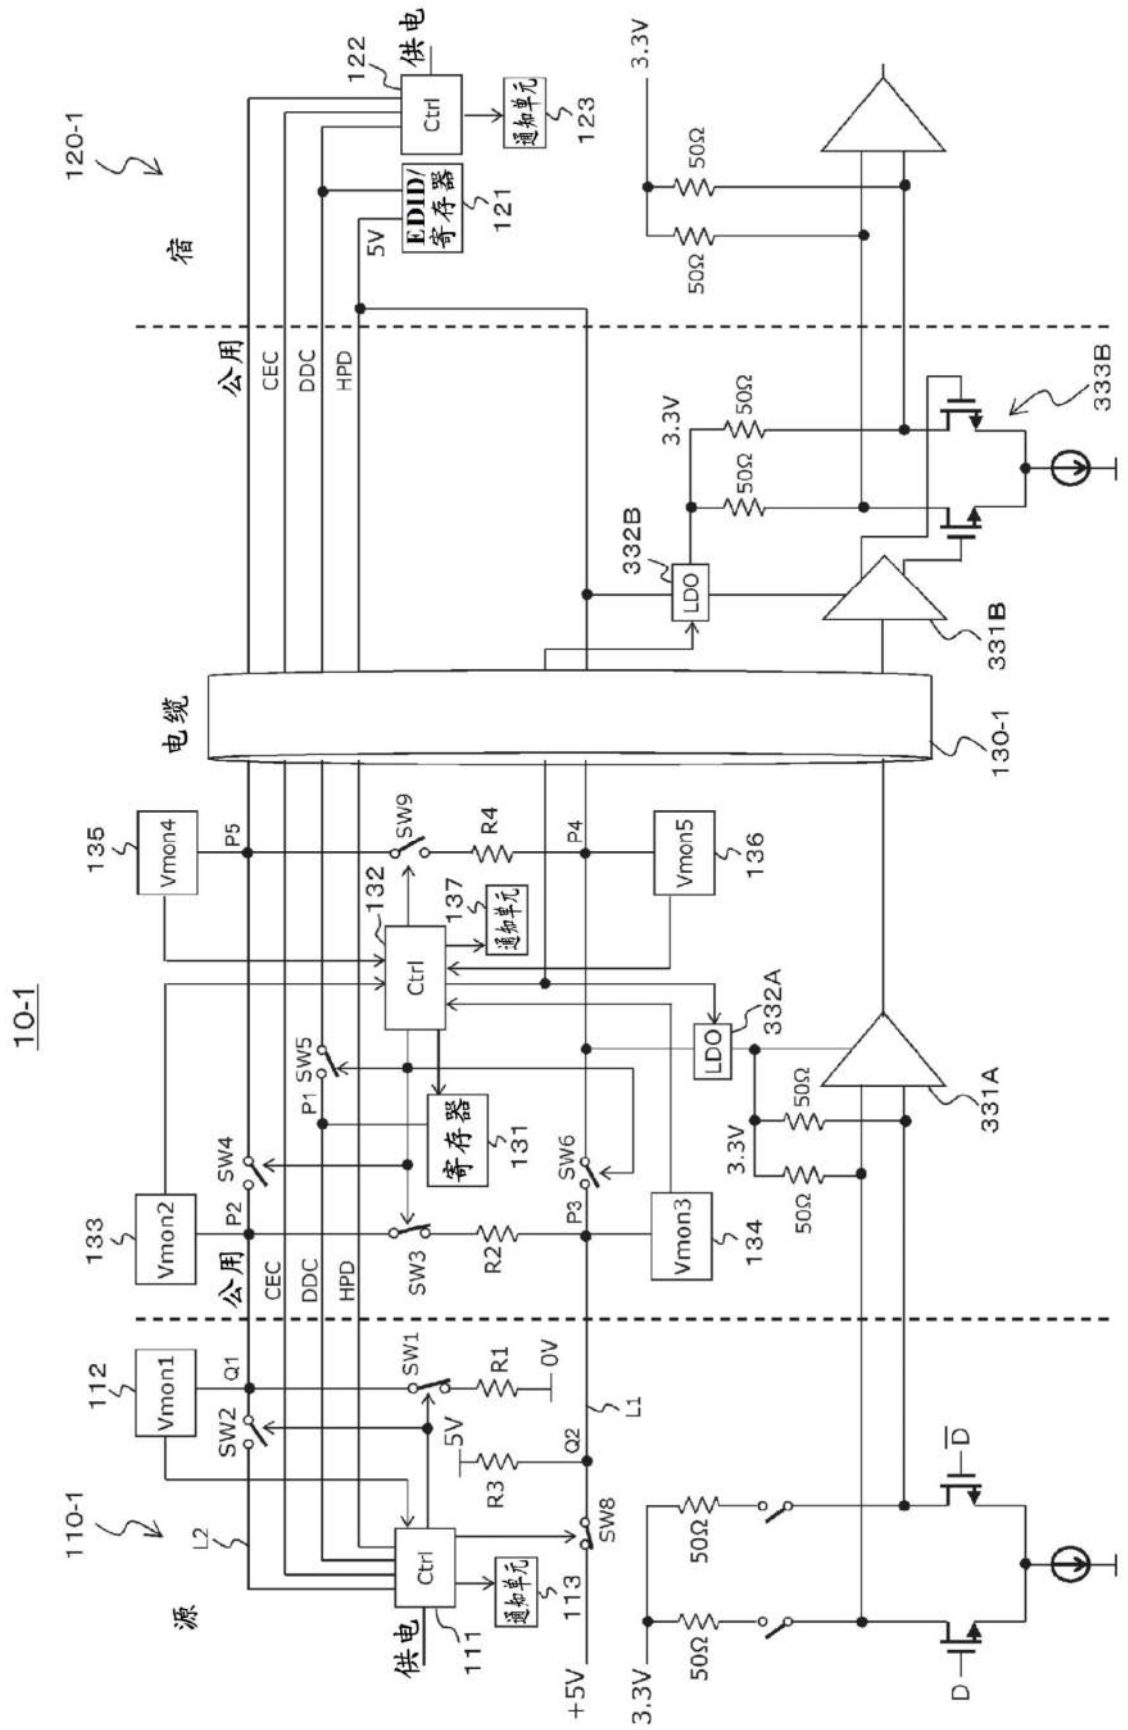 10-1
源
110-1
电缆
宿
120-1
112
Vmon1
133
Vmon2
135
Vmon4
L2
SW2
Q1
公用
P2
SW4
P5
公用
CEC
CEC
DDC
P1
SW5
DDC
HPD
HPD
供电
Ctrl
111
SW1
R1
0V
5V
R3
通知单元
113
SW3
R2
寄存器
131
Ctrl
132
通知单元
137
SW9
R4
5V
EDID/
寄存器
121
Ctrl
122
供电
通知单元
123
+5V
SW8
Q2
L1
P3
SW6
P4
Vmon3
134
Vmon5
136
LDO
332A
LDO
332B
3.3V
50Ω
50Ω
3.3V
50Ω
50Ω
3.3V
50Ω
50Ω
3.3V
50Ω
50Ω
D
D̅
331A
130-1
331B
333B